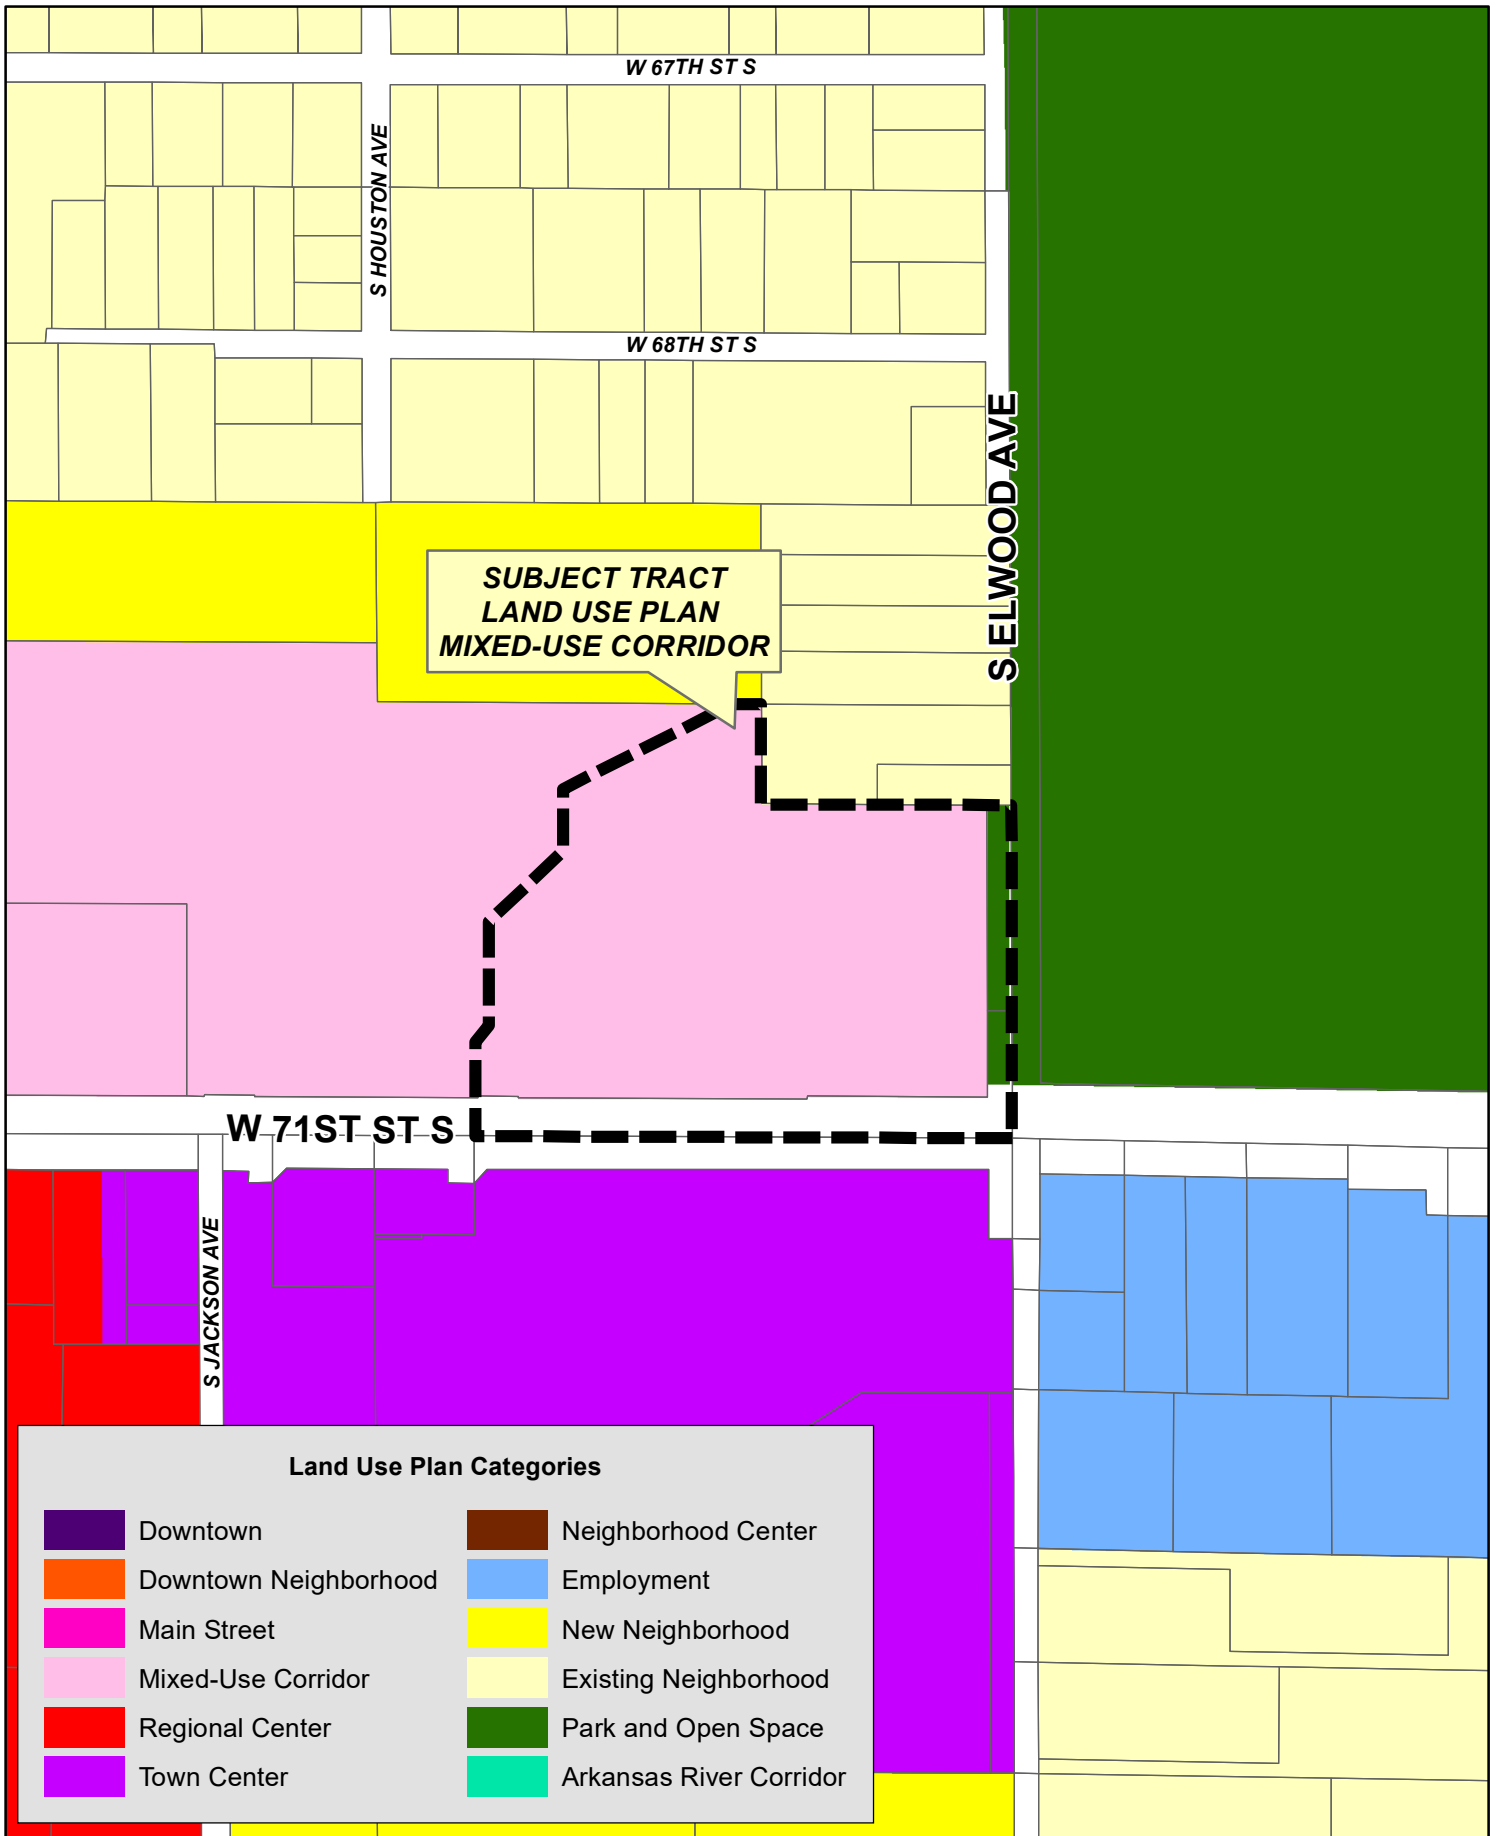 W 67TH ST S
S HOUSTON AVE
W 68TH ST S
S ELWOOD AVE
SUBJECT TRACT
LAND USE PLAN
MIXED-USE CORRIDOR
W 71ST ST S
S JACKSON AVE
Land Use Plan Categories
Downtown
Downtown Neighborhood
Main Street
Mixed-Use Corridor
Regional Center
Town Center
Neighborhood Center
Employment
New Neighborhood
Existing Neighborhood
Park and Open Space
Arkansas River Corridor